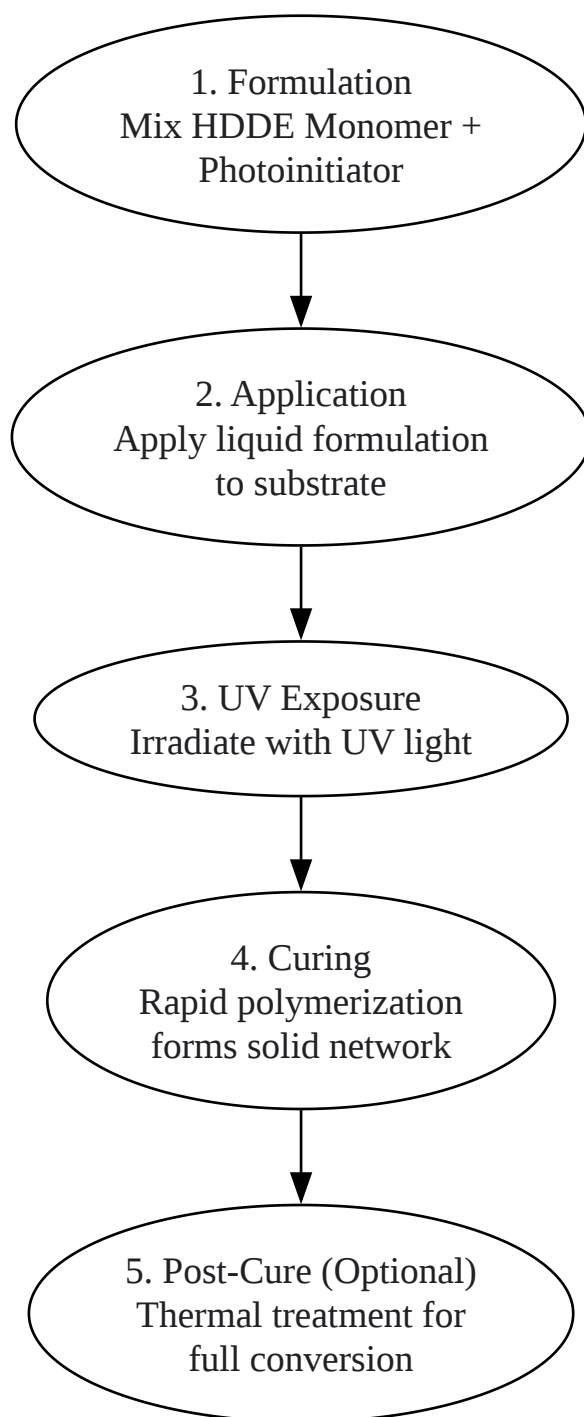 1. Formulation
Mix HDDE Monomer +
Photoinitiator
2. Application
Apply liquid formulation
to substrate
3. UV Exposure
Irradiate with UV light
4. Curing
Rapid polymerization
forms solid network
5. Post-Cure (Optional)
Thermal treatment for
full conversion